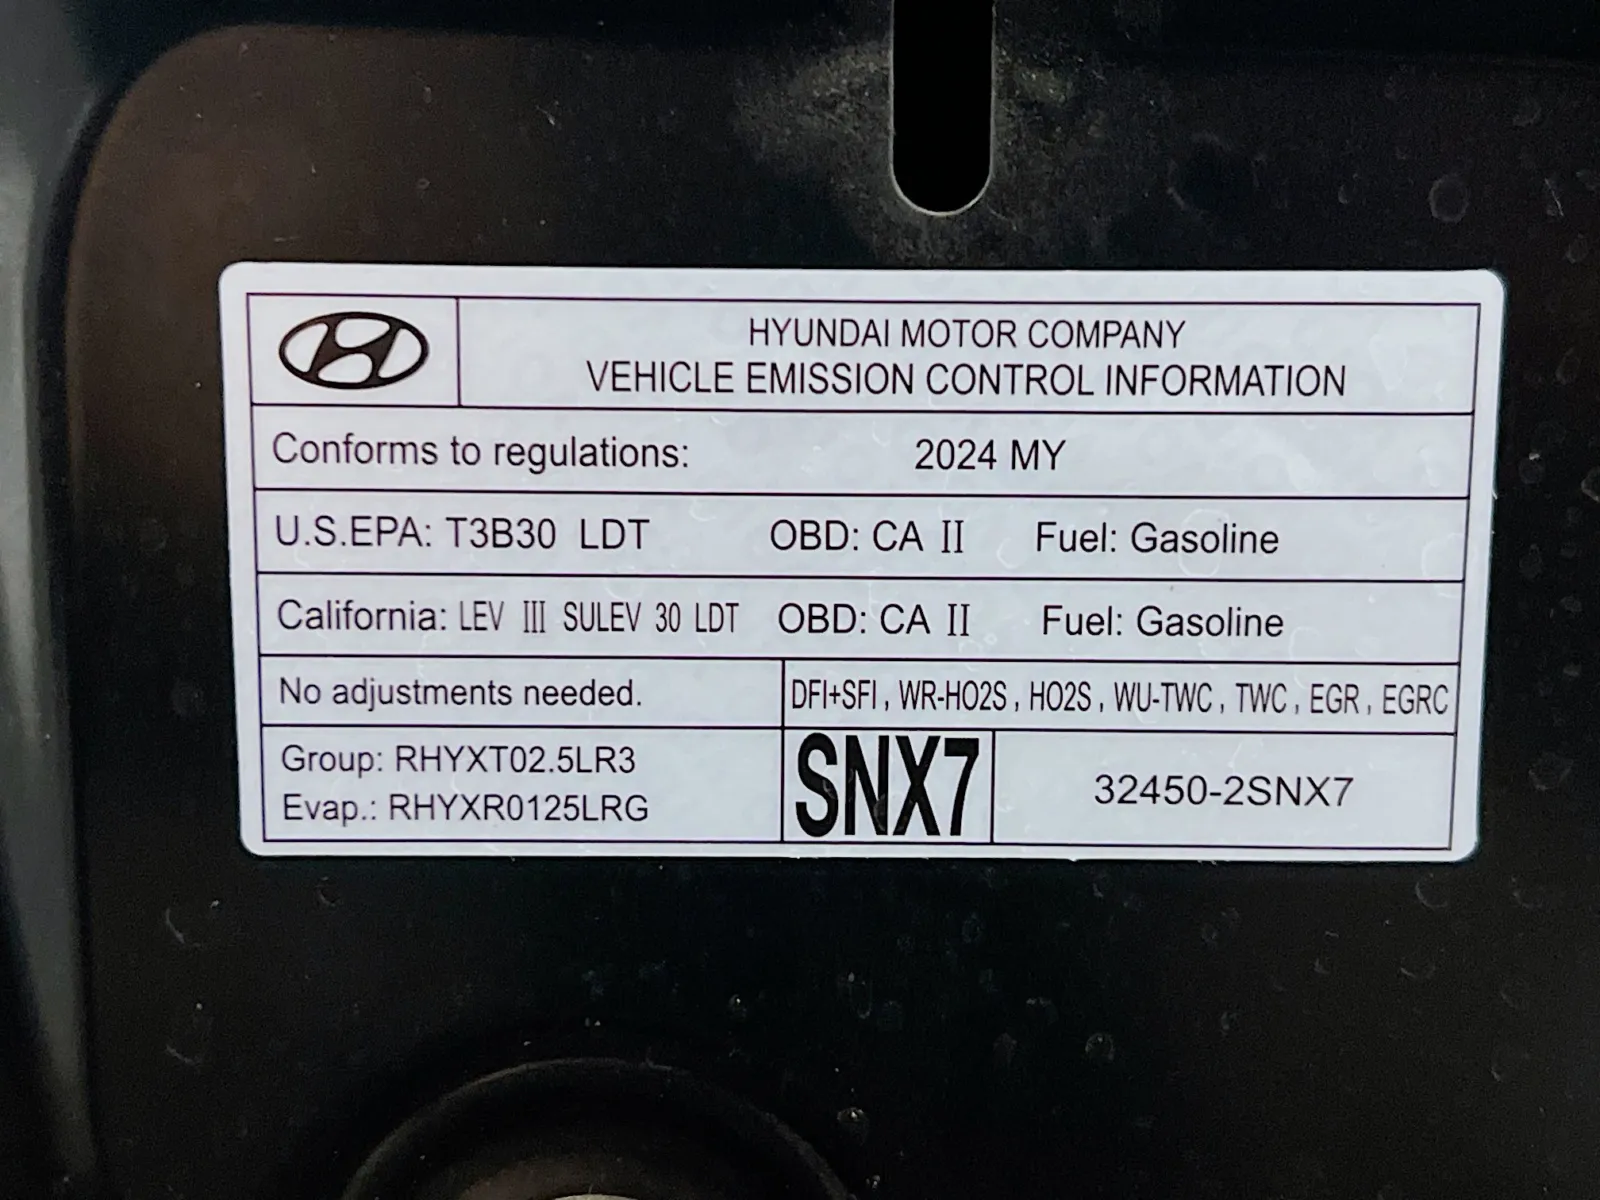 HYUNDAI MOTOR COMPANY
VEHICLE EMISSION CONTROL INFORMATION
Conforms to regulations: 2024 MY
U.S.EPA: T3B30 LDT OBD: CA II Fuel: Gasoline
California: LEV III SULEV 30 LDT OBD: CA II Fuel: Gasoline
No adjustments needed. DFI+SFI, WR-HO2S, HO2S, WU-TWC, TWC, EGR, EGRC
Group: RHYXT02.5LR3
Evap.: RHYXR0125LRG
SNX7 32450-2SNX7